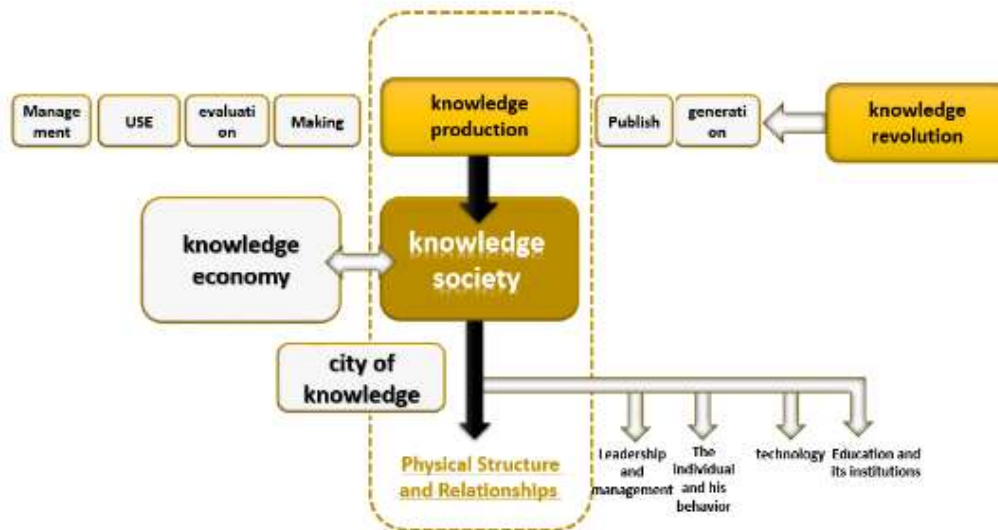 Manage
ment
USE
evaluati
on
Making
knowledge
production
Publish
generati
on
knowledge
revolution
knowledge
economy
knowledge
society
city of
knowledge
Physical Structure
and Relationships
Leadership
and
management
The
individual
and his
behavior
technology
Education and
its institutions